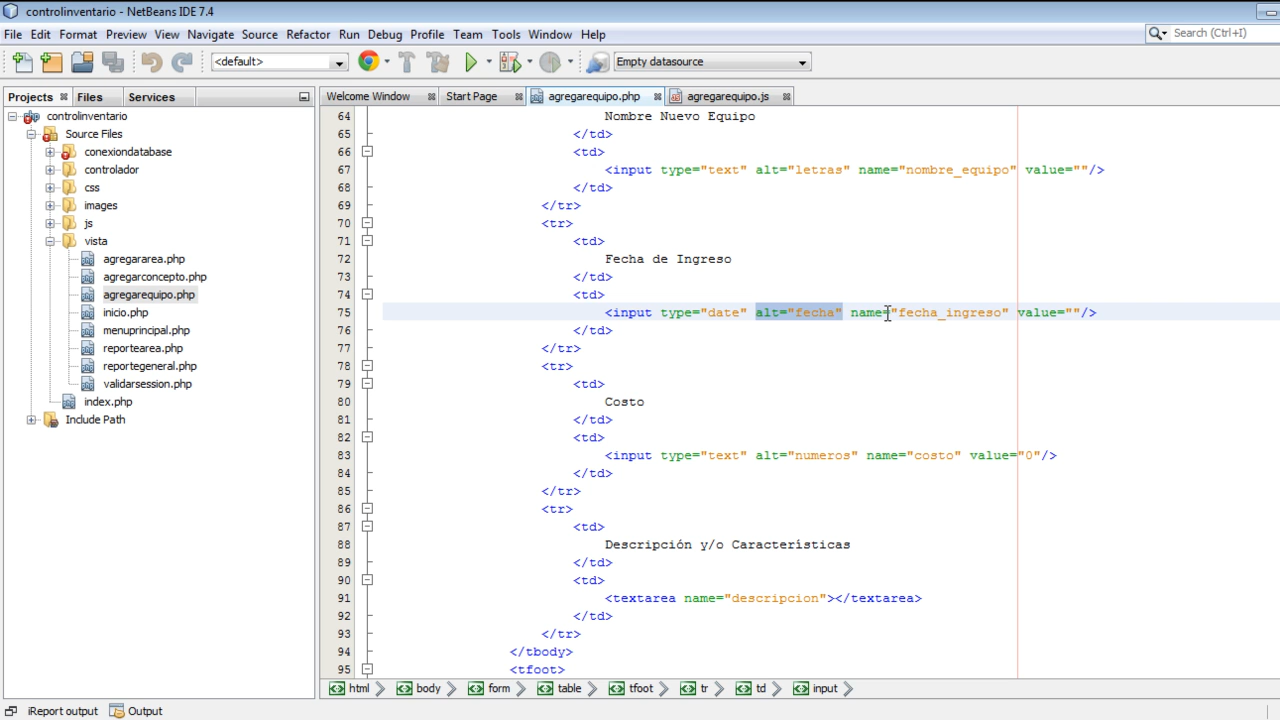 controlinventario - NetBeans IDE 7.4
File Edit Format Preview View Navigate Source Refactor Run Debug Profile Team Tools Window Help
Search (Ctrl+I)
<default>
Empty datasource
Projects Files Services
Welcome Window Start Page agregarequipo.php agregarequipo.js
controlinventario
Source Files
conexiondatabase
controlador
css
images
js
vista
agregararea.php
agregarconcepto.php
agregarequipo.php
inicio.php
menuprincipal.php
reportearea.php
reportegeneral.php
validarsession.php
index.php
Include Path
64 Nombre Nuevo Equipo
65 </td>
66 <td>
67 <input type="text" alt="letras" name="nombre_equipo" value=""/>
68 </td>
69 </tr>
70 <tr>
71 <td>
72 Fecha de Ingreso
73 </td>
74 <td>
75 <input type="date" alt="fecha" name="fecha_ingreso" value=""/>
76 </td>
77 </tr>
78 <tr>
79 <td>
80 Costo
81 </td>
82 <td>
83 <input type="text" alt="numeros" name="costo" value="0"/>
84 </td>
85 </tr>
86 <tr>
87 <td>
88 Descripción y/o Características
89 </td>
90 <td>
91 <textarea name="descripcion"></textarea>
92 </td>
93 </tr>
94 </tbody>
95 <tfoot>
html body form table tfoot tr td input
iReport output Output